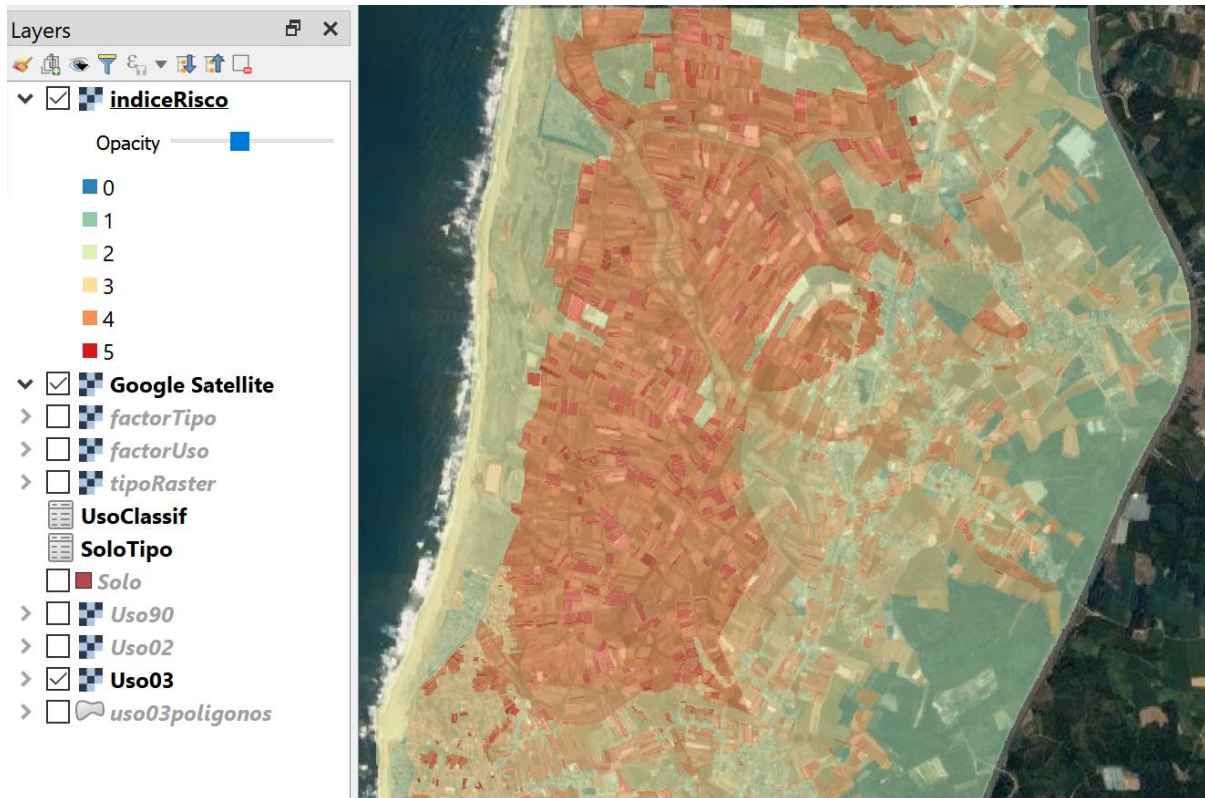 Layers
indiceRisco
Opacity
0
1
2
3
4
5
Google Satellite
factorTipo
factorUso
tipoRaster
UsoClassif
SoloTipo
Solo
Uso90
Uso02
Uso03
uso03poligonos